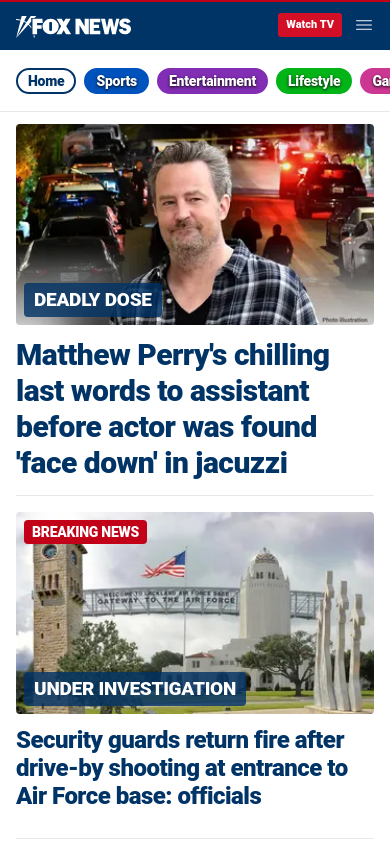 FOX NEWS
Watch TV
Home
Sports
Entertainment
Lifestyle
DEADLY DOSE
Photo Illustration
Matthew Perry's chilling
last words to assistant
before actor was found
'face down' in jacuzzi
BREAKING NEWS
WELCOME TO LACKLAND AIR FORCE BASE
GATEWAY TO THE AIR FORCE
UNDER INVESTIGATION
Security guards return fire after
drive-by shooting at entrance to
Air Force base: officials